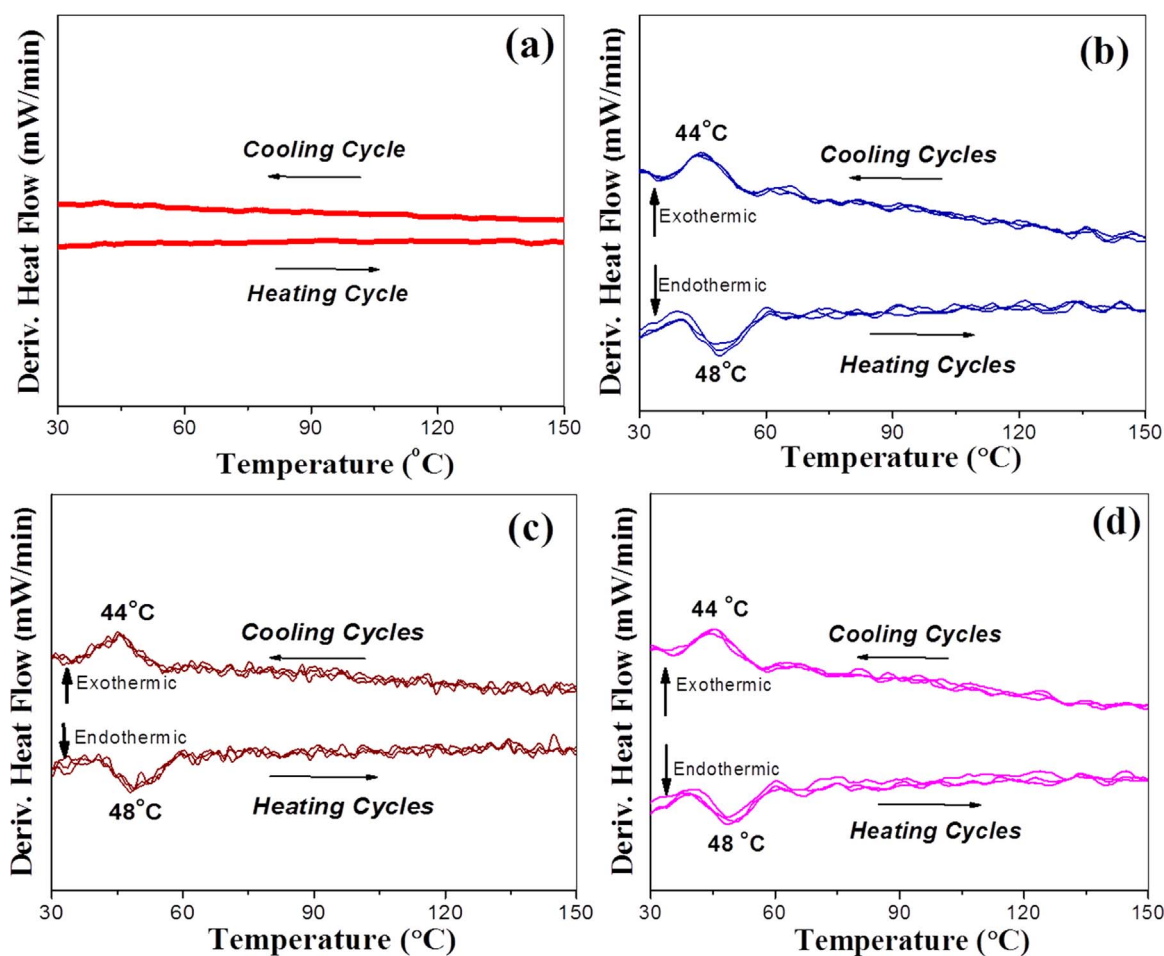 (a)
Deriv. Heat Flow (mW/min)
Cooling Cycle
Heating Cycle
30 60 90 120 150
Temperature (°C)
(b)
Deriv. Heat Flow (mW/min)
44°C
Cooling Cycles
Exothermic
Endothermic
48°C
Heating Cycles
30 60 90 120 150
Temperature (°C)
(c)
Deriv. Heat Flow (mW/min)
44°C
Cooling Cycles
Exothermic
Endothermic
48°C
Heating Cycles
30 60 90 120 150
Temperature (°C)
(d)
Deriv. Heat Flow (mW/min)
44 °C
Cooling Cycles
Exothermic
Endothermic
48 °C
Heating Cycles
30 60 90 120 150
Temperature (°C)